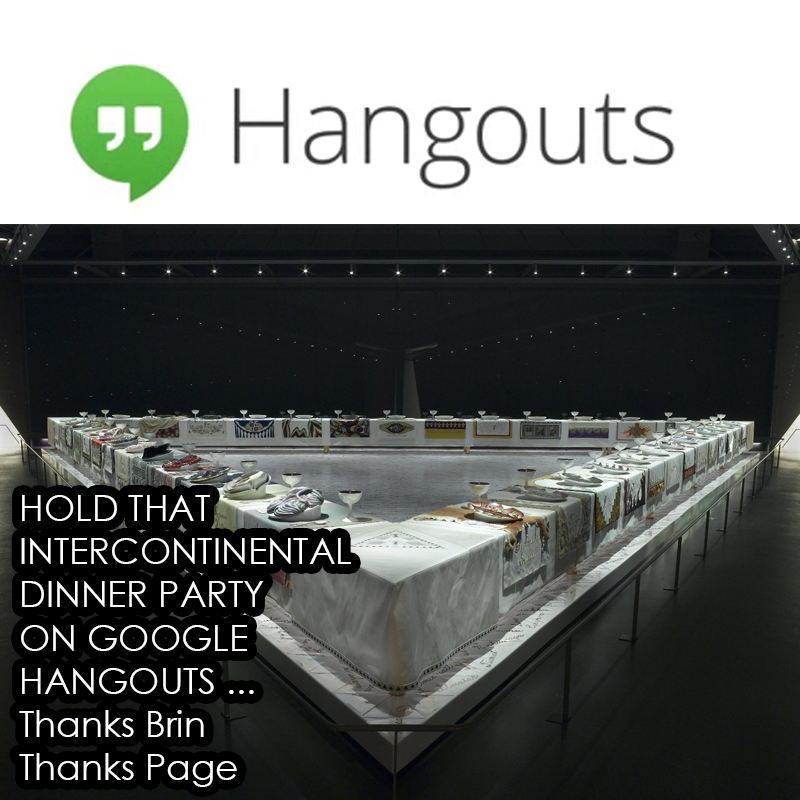 Hangouts
HOLD THAT
INTERCONTINENTAL
DINNER PARTY
ON GOOGLE
HANGOUTS ...
Thanks Brin
Thanks Page